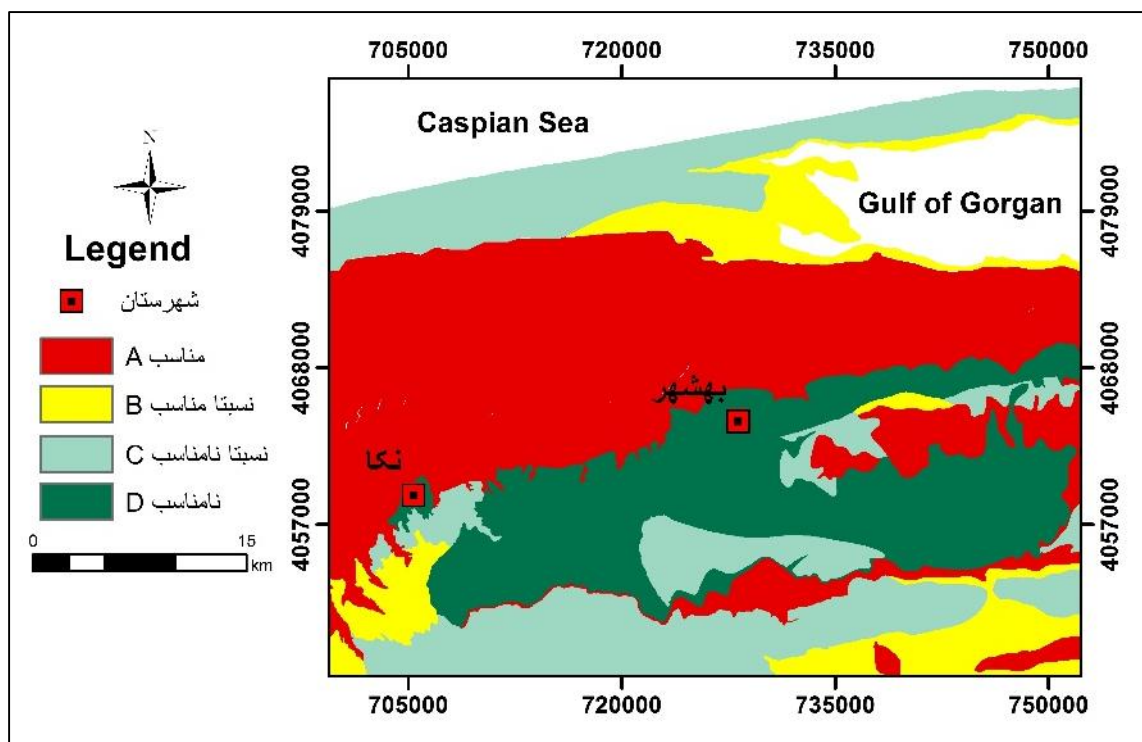 705000 720000 735000 750000
Caspian Sea
Gulf of Gorgan
4079000 4079000
N
Legend
شهرستان
مناسب A
نسبتا مناسب B
نسبتا نامناسب C
نامناسب D
0 15
km
4068000 4068000
بهشهر
نکا
4057000 4057000
705000 720000 735000 750000